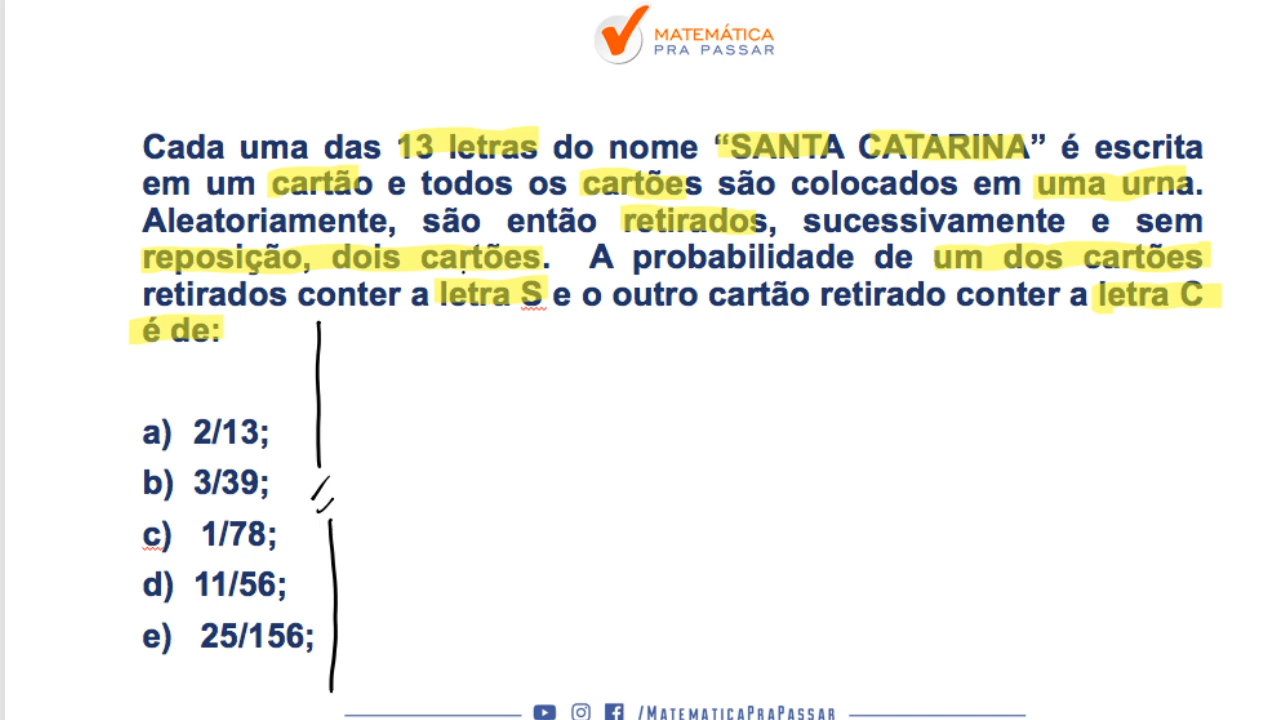 MATEMÁTICA
PRA PASSAR
Cada uma das 13 letras do nome “SANTA CATARINA” é escrita
em um cartão e todos os cartões são colocados em uma urna.
Aleatoriamente, são então retirados, sucessivamente e sem
reposição, dois cartões. A probabilidade de um dos cartões
retirados conter a letra S e o outro cartão retirado conter a letra C
é de:
a) 2/13;
b) 3/39;
c) 1/78;
d) 11/56;
e) 25/156;
/MATEMATICAPRAPASSAR